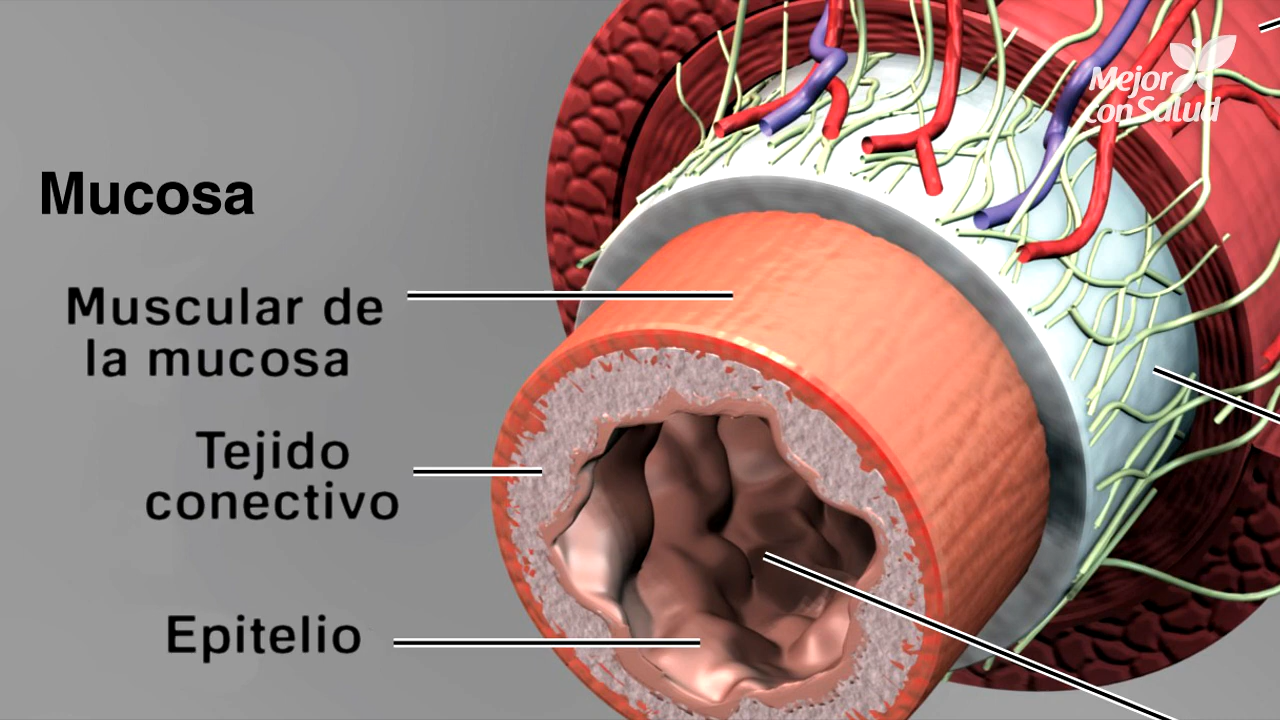 Mejor
con Salud
Mucosa
Muscular de
la mucosa
Tejido
conectivo
Epitelio